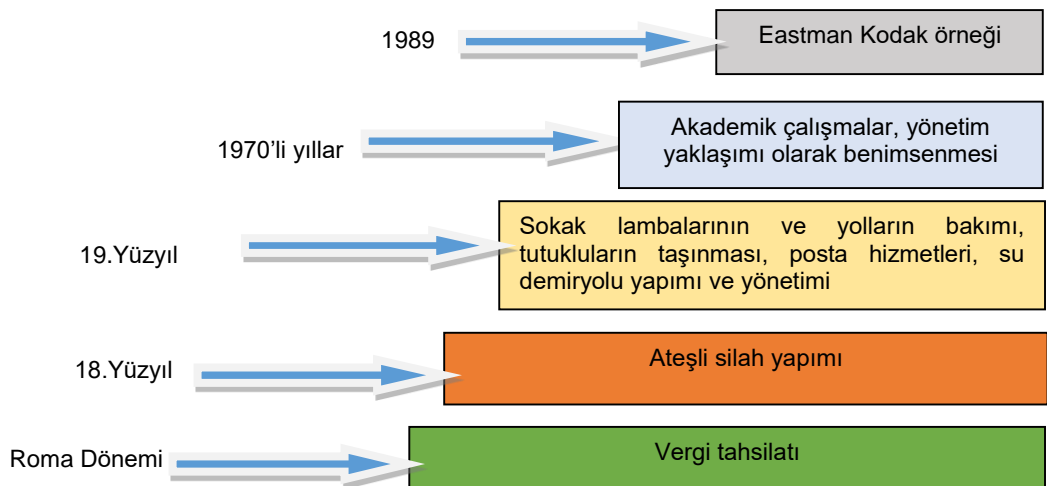 1989
Eastman Kodak örneği
1970’li yıllar
Akademik çalışmalar, yönetim
yaklaşımı olarak benimsenmesi
19.Yüzyıl
Sokak lambalarının ve yolların bakımı,
tutukluların taşınması, posta hizmetleri, su
demiryolu yapımı ve yönetimi
18.Yüzyıl
Ateşli silah yapımı
Roma Dönemi
Vergi tahsilatı